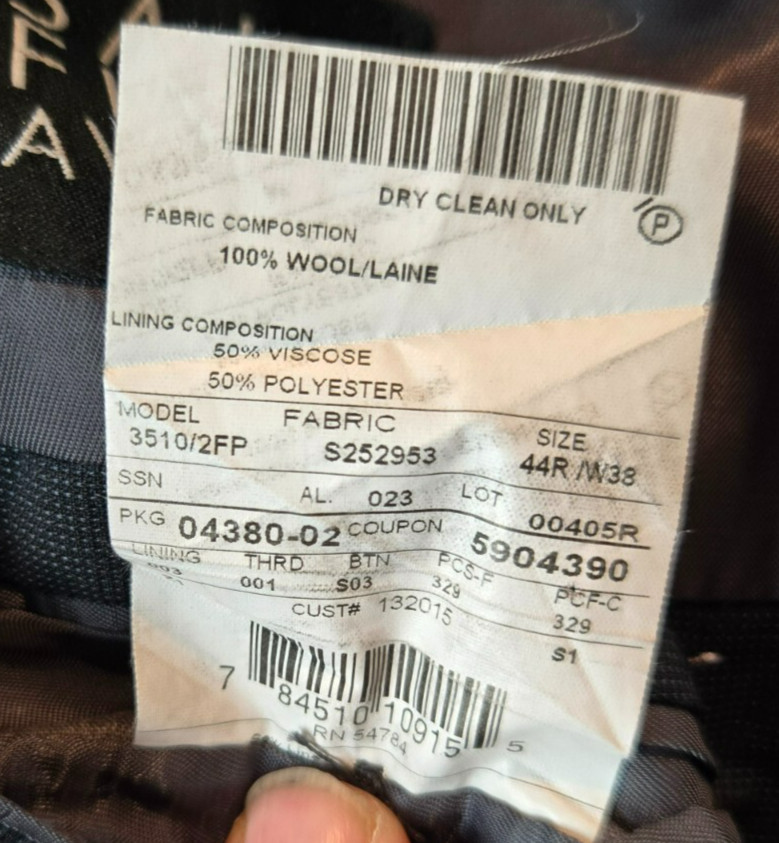 DRY CLEAN ONLY P
FABRIC COMPOSITION
100% WOOL/LAINE
LINING COMPOSITION
50% VISCOSE
50% POLYESTER
MODEL FABRIC SIZE
3510/2FP S252953 44R /W38
SSN AL. 023 LOT 00405R
PKG 04380-02 COUPON 5904390
LINING THRD BTN PCS-F PCF-C
003 001 S03 329 329
CUST# 132015 S1
7 84510 10915 5
RN 54784